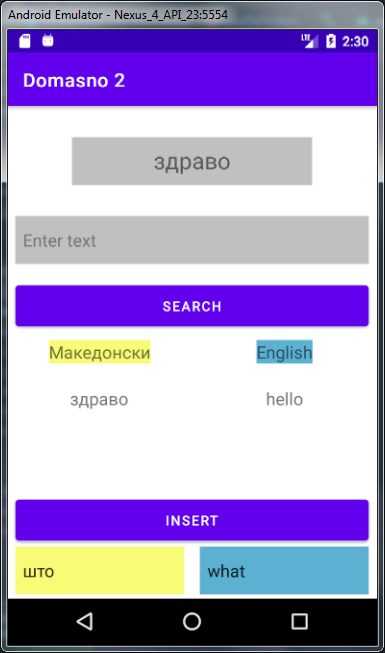 Android Emulator - Nexus_4_API_23:5554
LTE 2:30
Domasno 2
здраво
Enter text
SEARCH
Македонски English
здраво hello
INSERT
што what